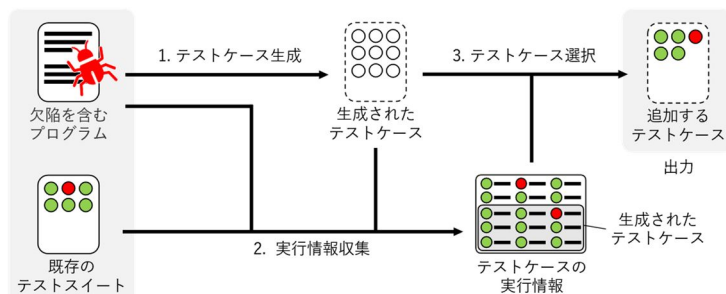 1. テストケース生成
3. テストケース選択
欠陥を含む
プログラム
生成された
テストケース
追加する
テストケース
出力
2. 実行情報収集
生成された
テストケース
既存の
テストスイート
テストケースの
実行情報